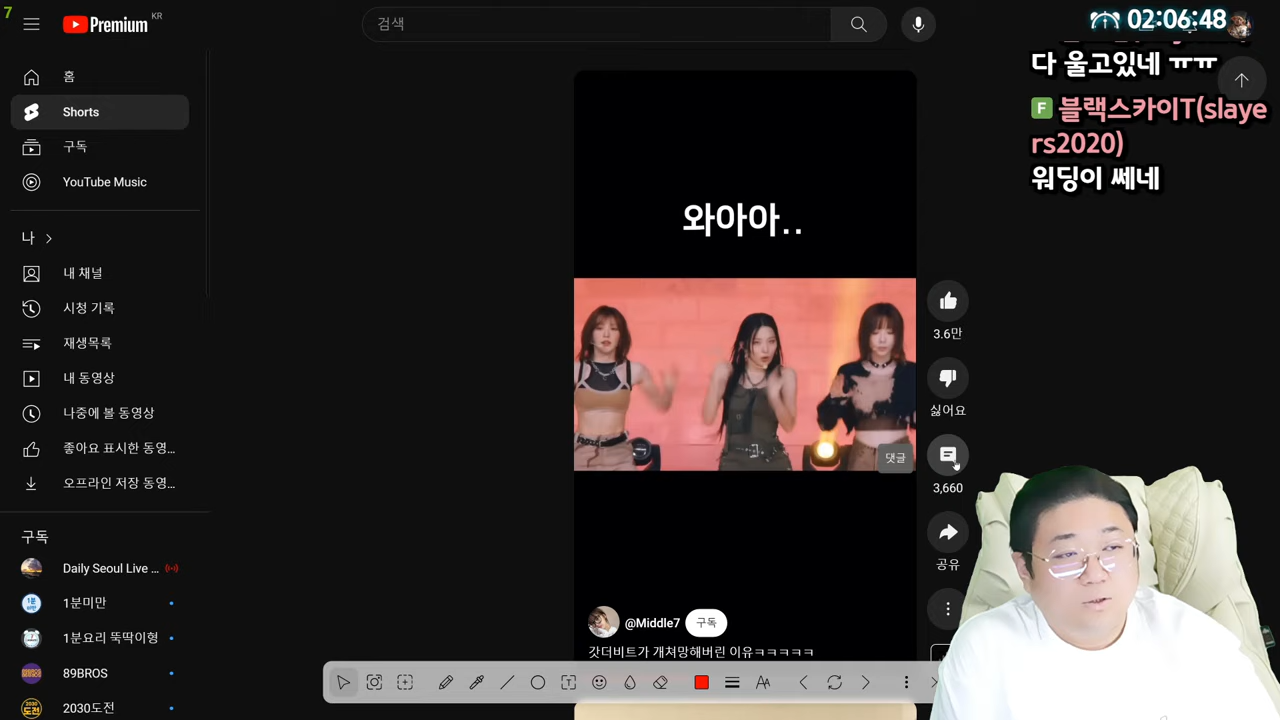 7
Premium KR
검색
02:06:48
홈
Shorts
구독
YouTube Music
나
내 채널
시청 기록
재생목록
내 동영상
나중에 볼 동영상
좋아요 표시한 동영...
오프라인 저장 동영...
구독
Daily Seoul Live ...
1분미만
1분요리 뚝딱이형
89BROS
2030도전
와아아..
댓글
@Middle7 구독
갓더비트가 개쳐망해버린 이유ㅋㅋㅋㅋㅋ
3.6만
싫어요
3,660
공유
다 울고있네 ㅠㅠ
F 블랙스카이T(slaye
rs2020)
워딩이 쎄네